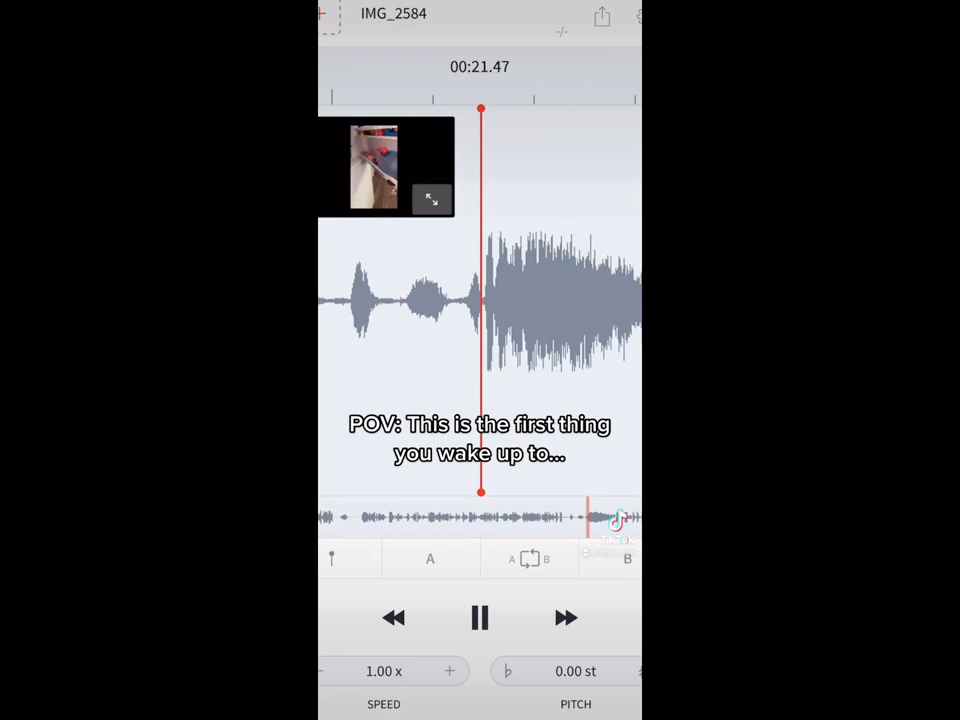 IMG_2584
-/-
00:21.47
POV: This is the first thing
you wake up to...
TikTok
A
A B
B
- 1.00 x +
♭ 0.00 st
SPEED
PITCH